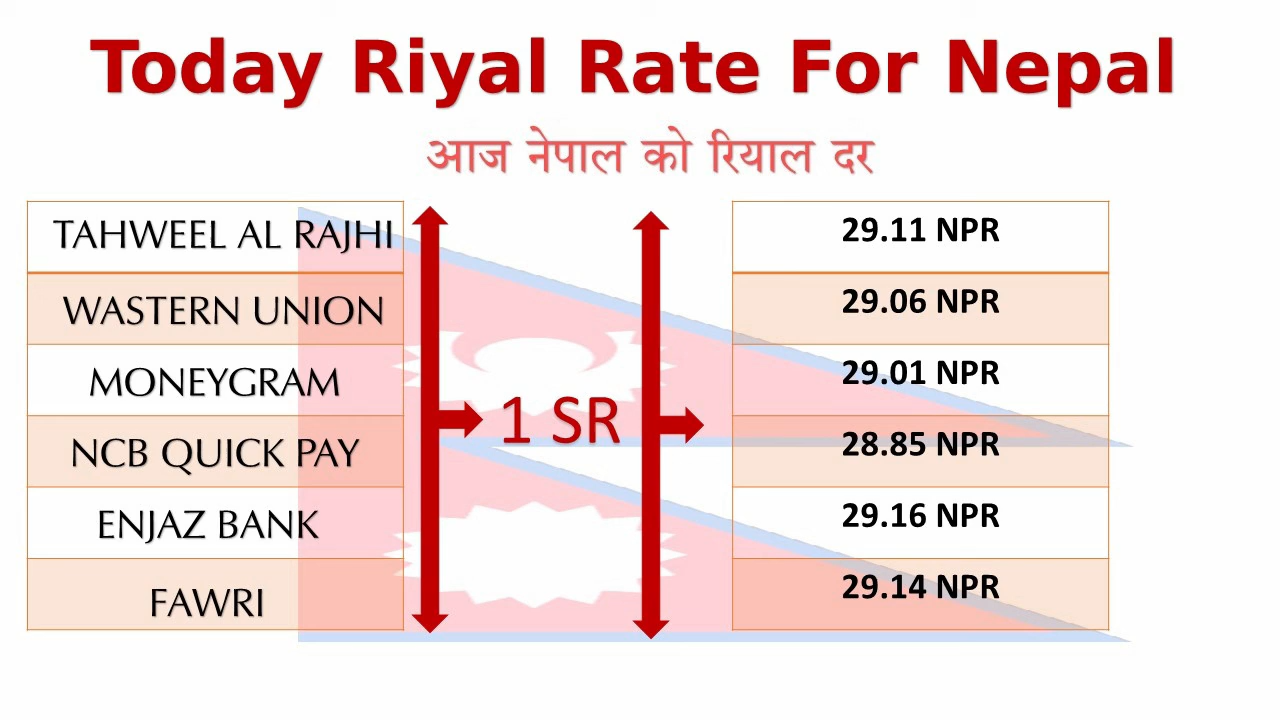 Today Riyal Rate For Nepal
आज नेपाल को रियाल दर
TAHWEEL AL RAJHI 29.11 NPR
WASTERN UNION 29.06 NPR
MONEYGRAM 29.01 NPR
1 SR
NCB QUICK PAY 28.85 NPR
ENJAZ BANK 29.16 NPR
FAWRI 29.14 NPR